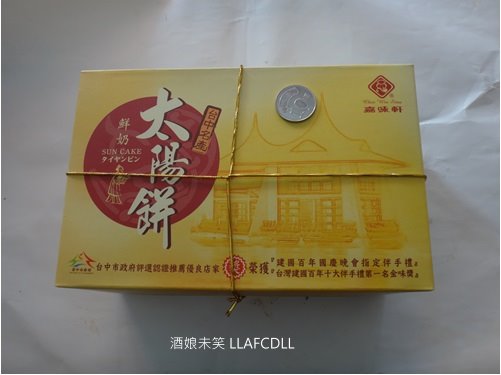 台中名產
太陽餅
鮮奶
SUN CAKE
タイヤンピン
嘉味軒
台中市政府評選認證推薦優良店家
榮獲
建國百年國慶晚會指定伴手禮
台灣建國百年十大伴手禮第一名金味獎
酒娘未笑 LLAFCDLL